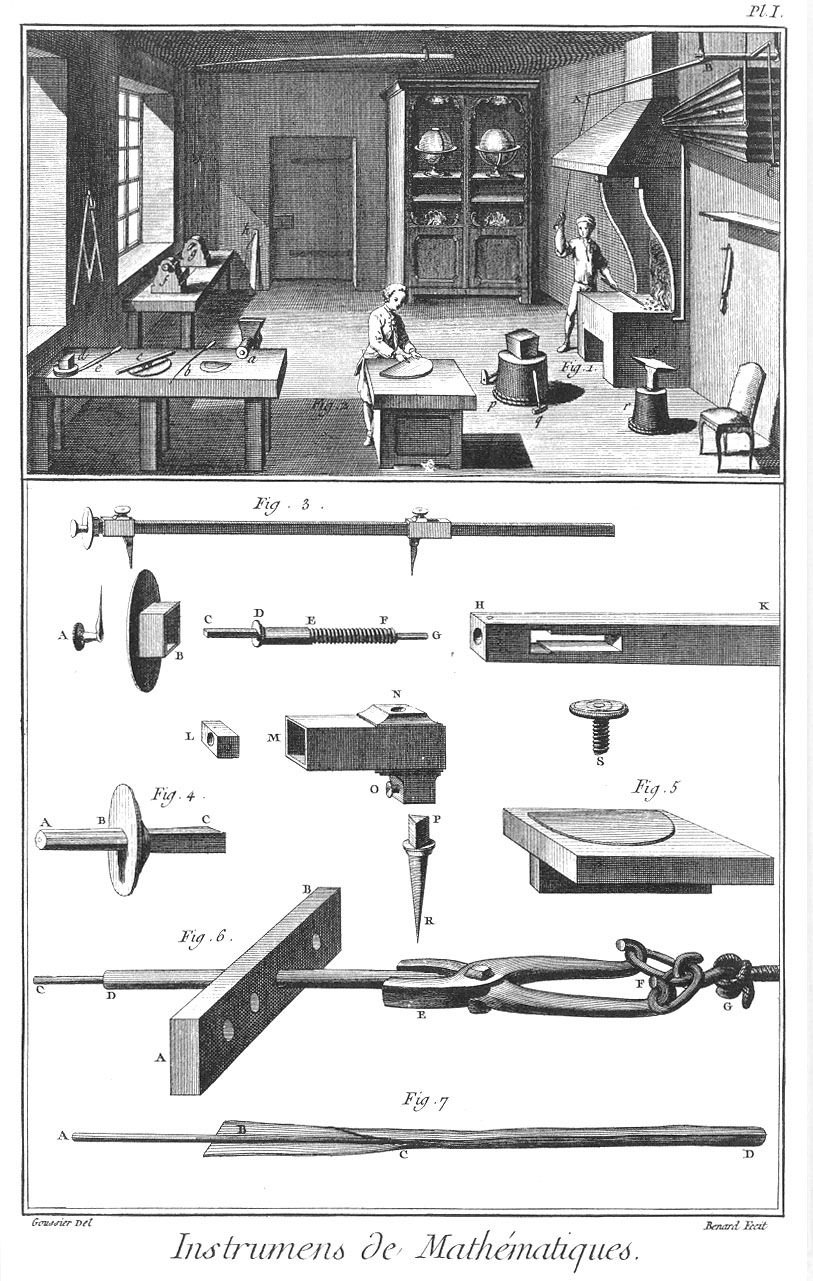 Pl. I.
A
B
h
g
f
d
c
e
b
a
Fig. 2
Fig. 1.
p
q
r
Fig. 3.
A
B
C
D
E
F
G
H
K
L
M
N
O
S
Fig. 4.
A
B
C
P
R
Fig. 5
Fig. 6.
B
C
D
A
E
F
G
Fig. 7
A
B
C
D
Goussier Del
Benard Fecit
Instrumens de Mathématiques.